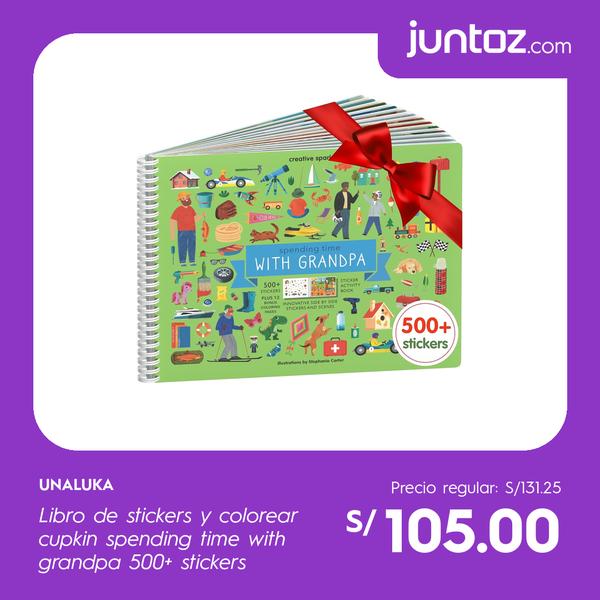 juntoz.com
creative
spending time
WITH GRANDPA
500+
STICKERS
PLUS 12
BONUS
COLORING
PAGES
STICKER
ACTIVITY
BOOK
INNOVATIVE SIDE BY SIDE
STICKERS AND SCENES
500+
stickers
illustrations by Stephanie Carter
UNALUKA
Libro de stickers y colorear
cupkin spending time with
grandpa 500+ stickers
Precio regular: S/131.25
S/ 105.00